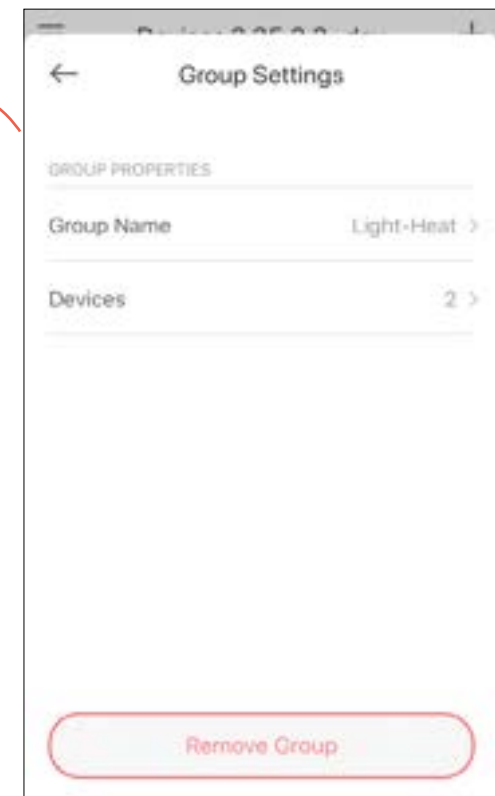 Group Settings
GROUP PROPERTIES
Group Name Light-Heat >
Devices 2 >
Remove Group